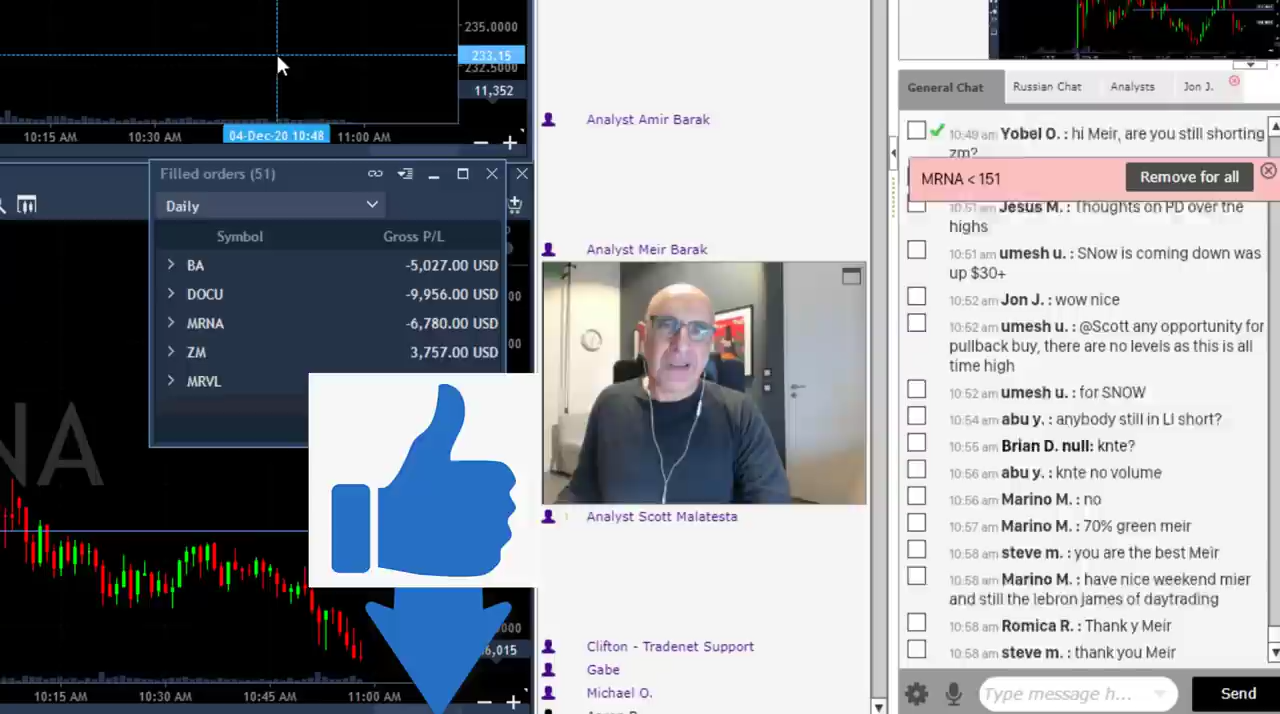 235.0000
233.15
232.5000
11,352
10:15 AM
10:30 AM
04-Dec-20 10:48
11:00 AM
Filled orders (51)
Daily
Symbol
Gross P/L
BA
-5,027.00 USD
DOCU
-9,956.00 USD
MRNA
-6,780.00 USD
ZM
3,757.00 USD
MRVL
NA
6,015
10:15 AM
10:30 AM
10:45 AM
11:00 AM
Analyst Amir Barak
Analyst Meir Barak
Analyst Scott Malatesta
Clifton - Tradenet Support
Gabe
Michael O.
General Chat
Russian Chat
Analysts
Jon J.
10:49 am Yobel O. : hi Meir, are you still shorting
zm?
MRNA < 151
Remove for all
10:51 am Jesus M. : Thoughts on PD over the
highs
10:51 am umesh u. : SNow is coming down was
up $30+
10:52 am Jon J. : wow nice
10:52 am umesh u. : @Scott any opportunity for
pullback buy, there are no levels as this is all
time high
10:52 am umesh u. : for SNOW
10:54 am abu y. : anybody still in LI short?
10:55 am Brian D. null: knte?
10:56 am abu y. : knte no volume
10:56 am Marino M. : no
10:57 am Marino M. : 70% green meir
10:58 am steve m. : you are the best Meir
10:58 am Marino M. : have nice weekend mier
and still the lebron james of daytrading
10:58 am Romica R. : Thank y Meir
10:58 am steve m. : thank you Meir
Type message h...
Send